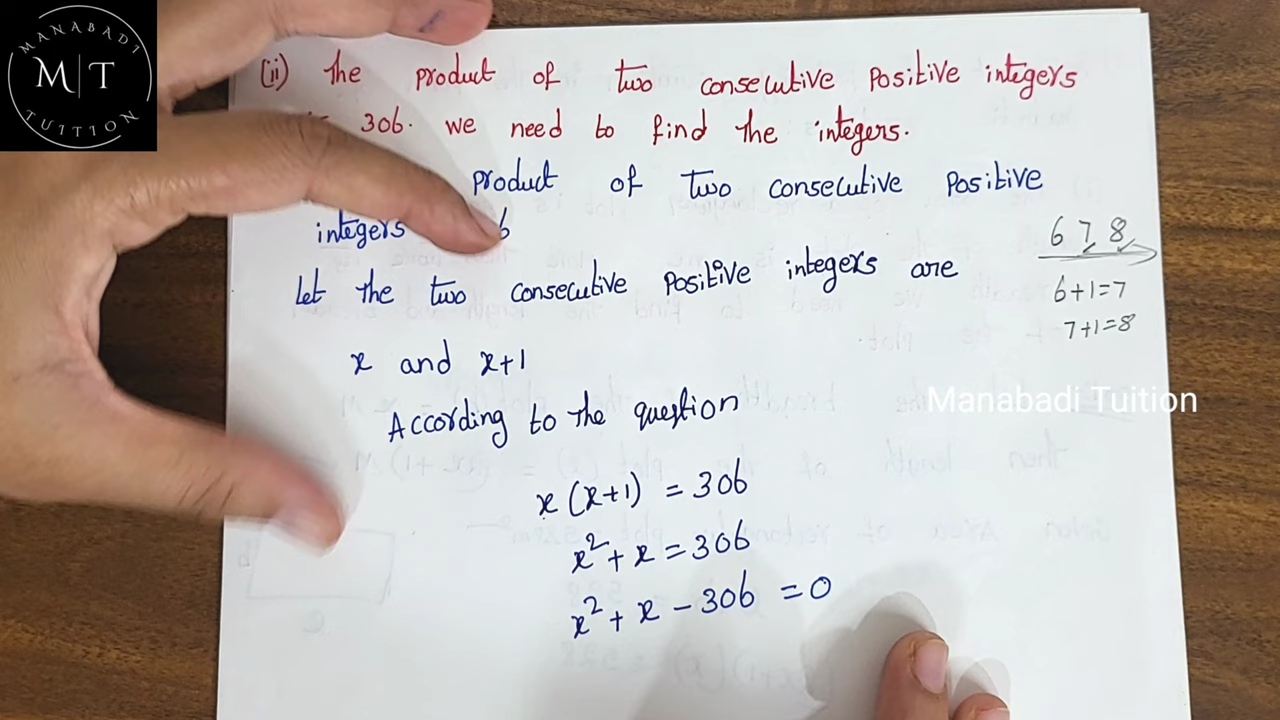 MANABADI
M|T
TUITION
(ii) The product of two consecutive positive integers
306. we need to find the integers.
product of two consecutive positive
integers 6
Let the two consecutive positive integers are
x and x+1
According to the question
x(x+1) = 306
x²+x = 306
x²+x-306 = 0
6 7 8
6+1=7
7+1=8
Manabadi Tuition